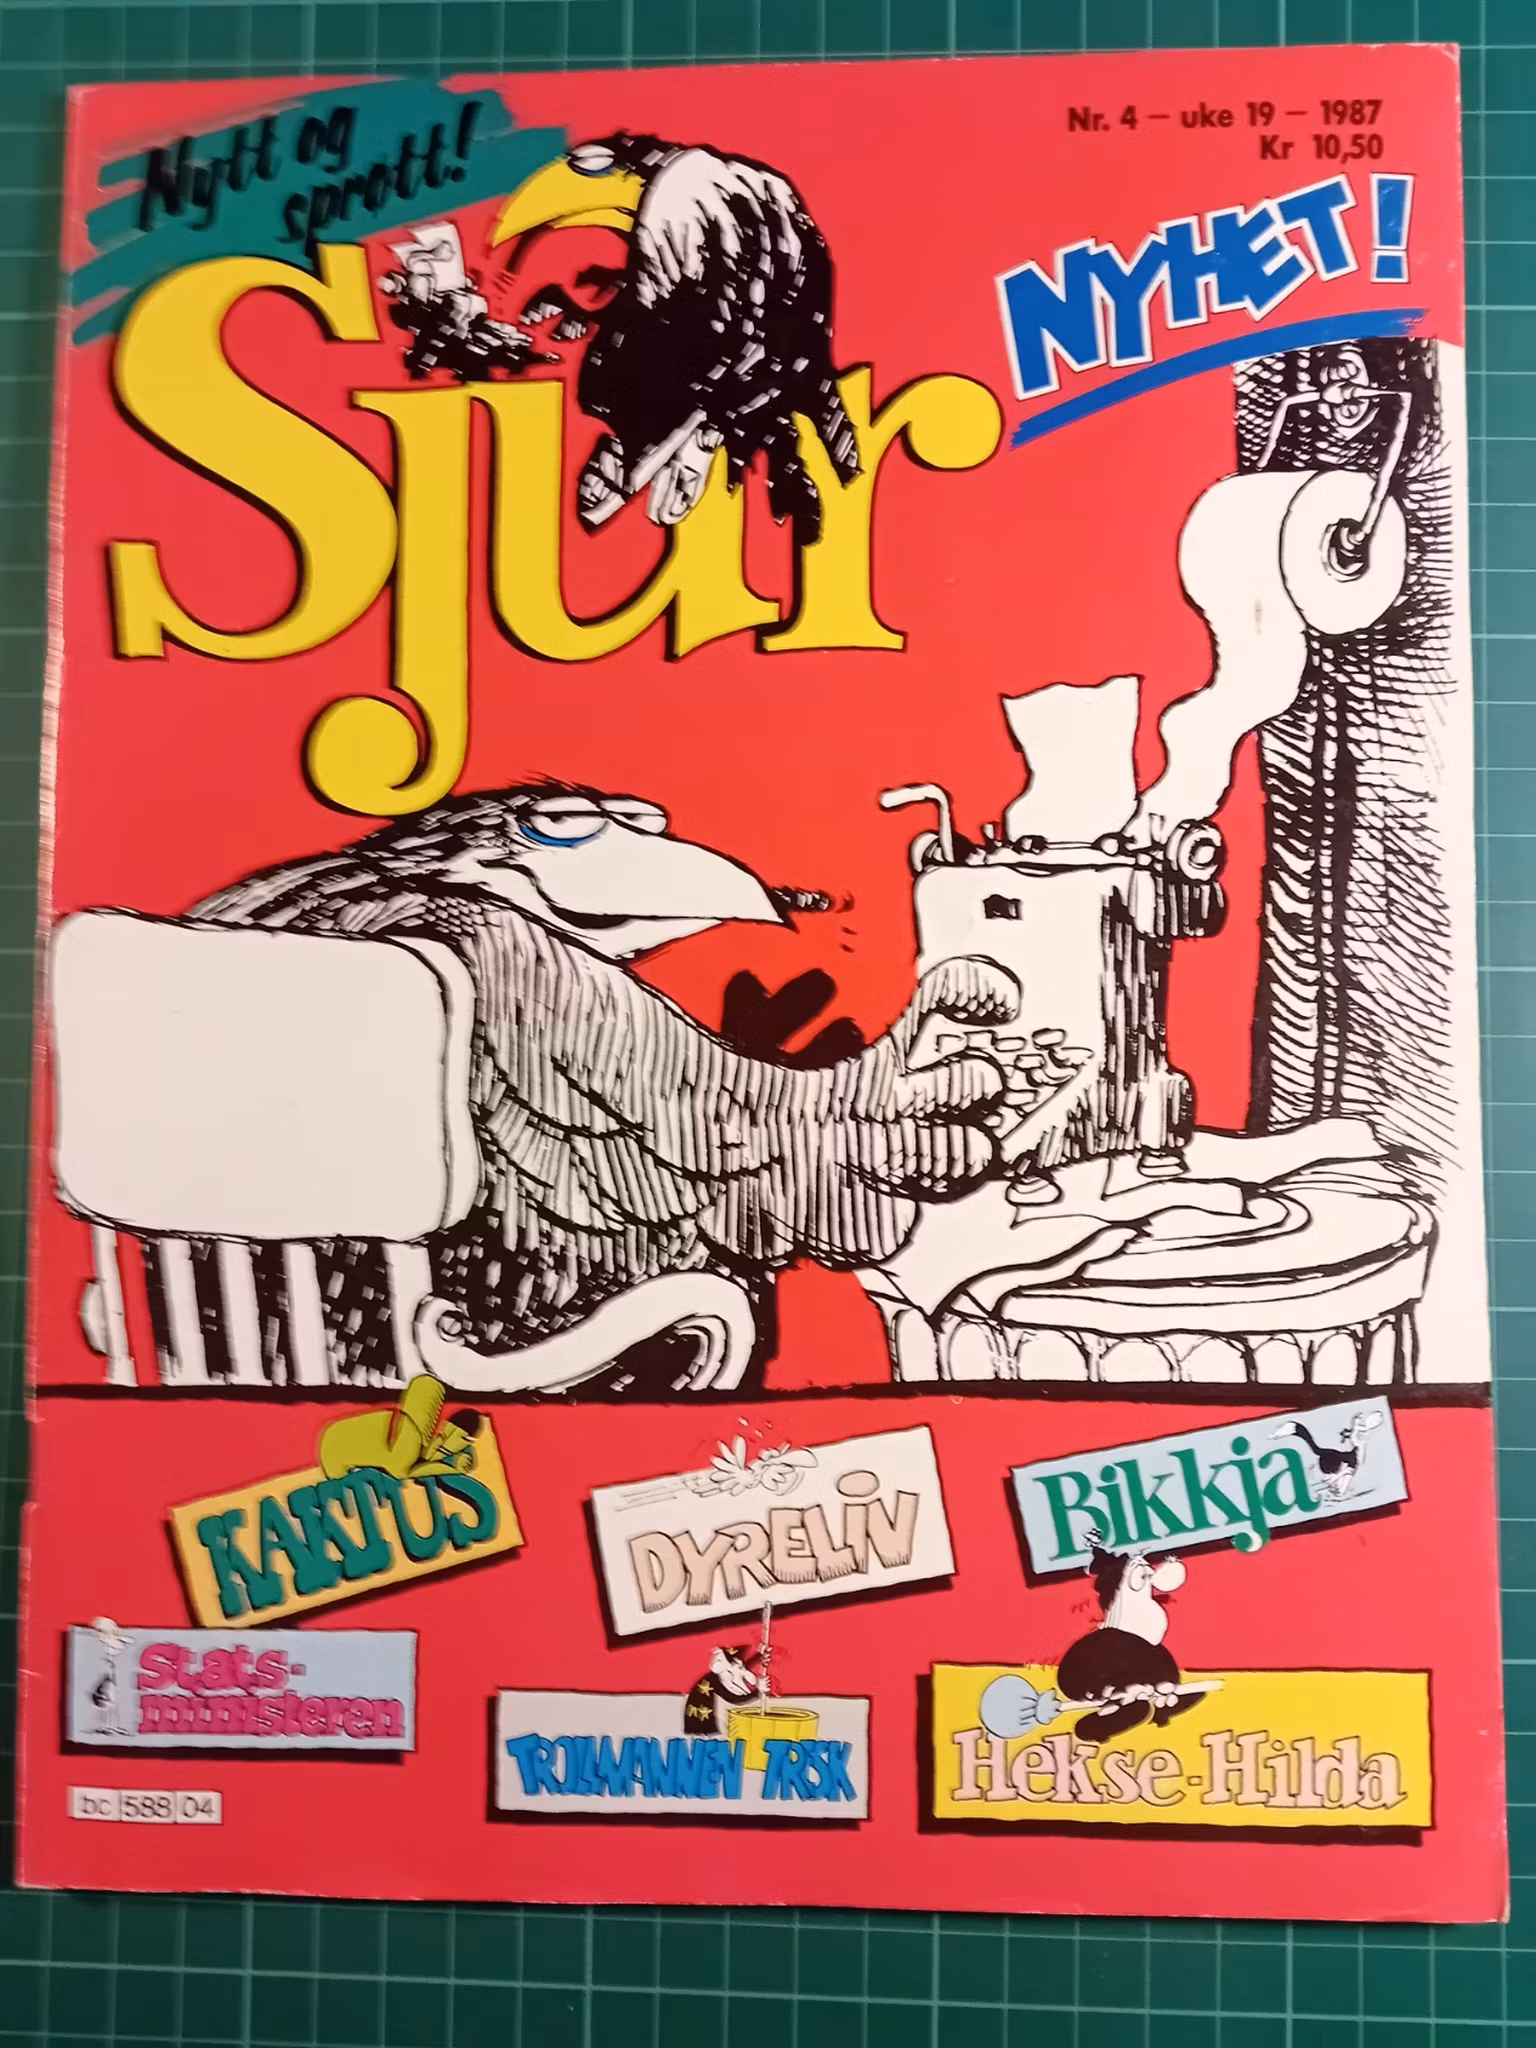 Nytt og
sprøtt!
Nr. 4 – uke 19 – 1987
Kr 10,50
Sjur
NYHET!
KAKTUS
DYRELIV
Bikkja
Stats-
ministeren
TROLLMANNEN TRISK
Hekse-Hilda
bc 588 04